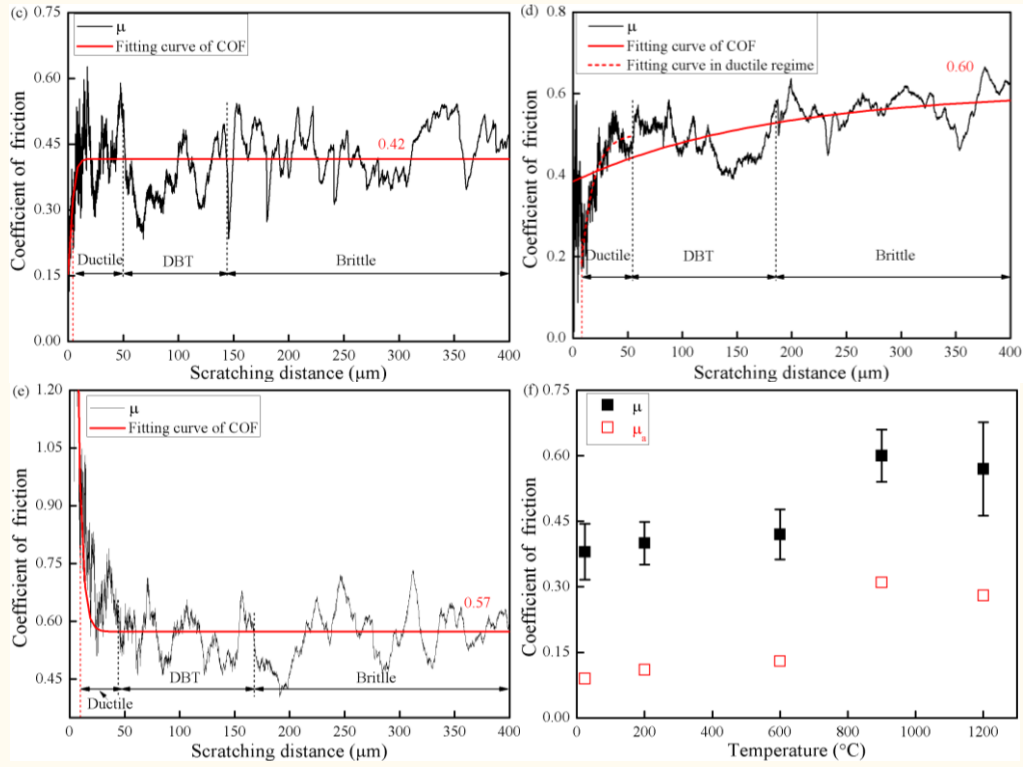 (c)
0.75
0.60
0.45
0.30
0.15
0.00
Coefficient of friction
μ
Fitting curve of COF
0.42
Ductile
DBT
Brittle
0 50 100 150 200 250 300 350 400
Scratching distance (μm)
(d)
0.8
0.6
0.4
0.2
0.0
Coefficient of friction
μ
Fitting curve of COF
Fitting curve in ductile regime
0.60
Ductile
DBT
Brittle
0 50 100 150 200 250 300 350 400
Scratching distance (μm)
(e)
1.20
1.05
0.90
0.75
0.60
0.45
Coefficient of friction
μ
Fitting curve of COF
0.57
DBT
Britlle
Ductile
0 50 100 150 200 250 300 350 400
Scratching distance (μm)
(f)
0.75
0.60
0.45
0.30
0.15
0.00
Coefficient of friction
μ
μa
0 200 400 600 800 1000 1200
Temperature (°C)